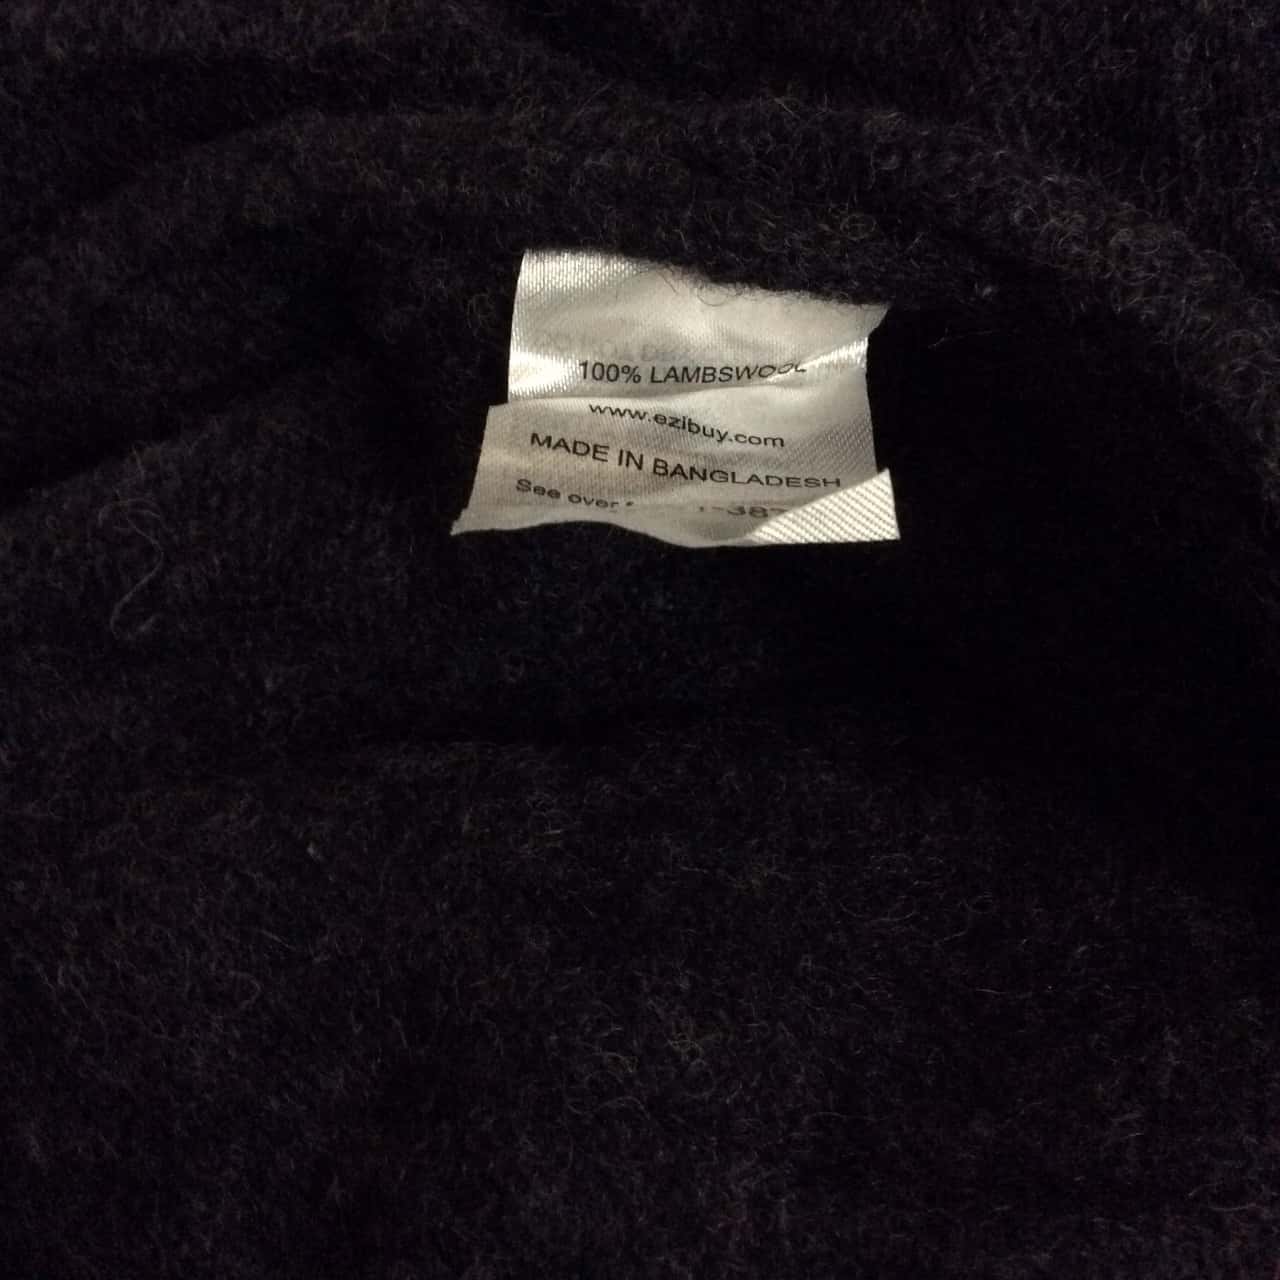 100% LAMBSWOOL
www.ezibuy.com
MADE IN BANGLADESH
See over